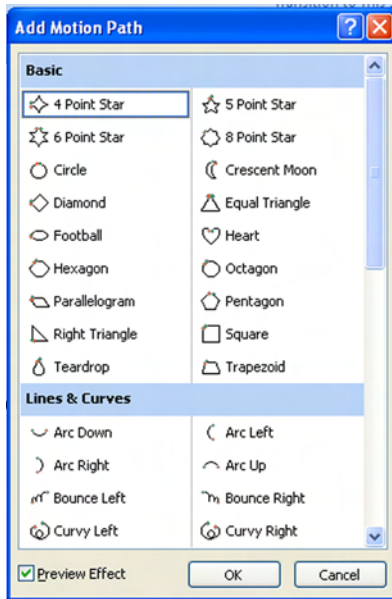 Add Motion Path
Basic
4 Point Star 5 Point Star
6 Point Star 8 Point Star
Circle Crescent Moon
Diamond Equal Triangle
Football Heart
Hexagon Octagon
Parallelogram Pentagon
Right Triangle Square
Teardrop Trapezoid
Lines & Curves
Arc Down Arc Left
Arc Right Arc Up
Bounce Left Bounce Right
Curvy Left Curvy Right
Preview Effect OK Cancel